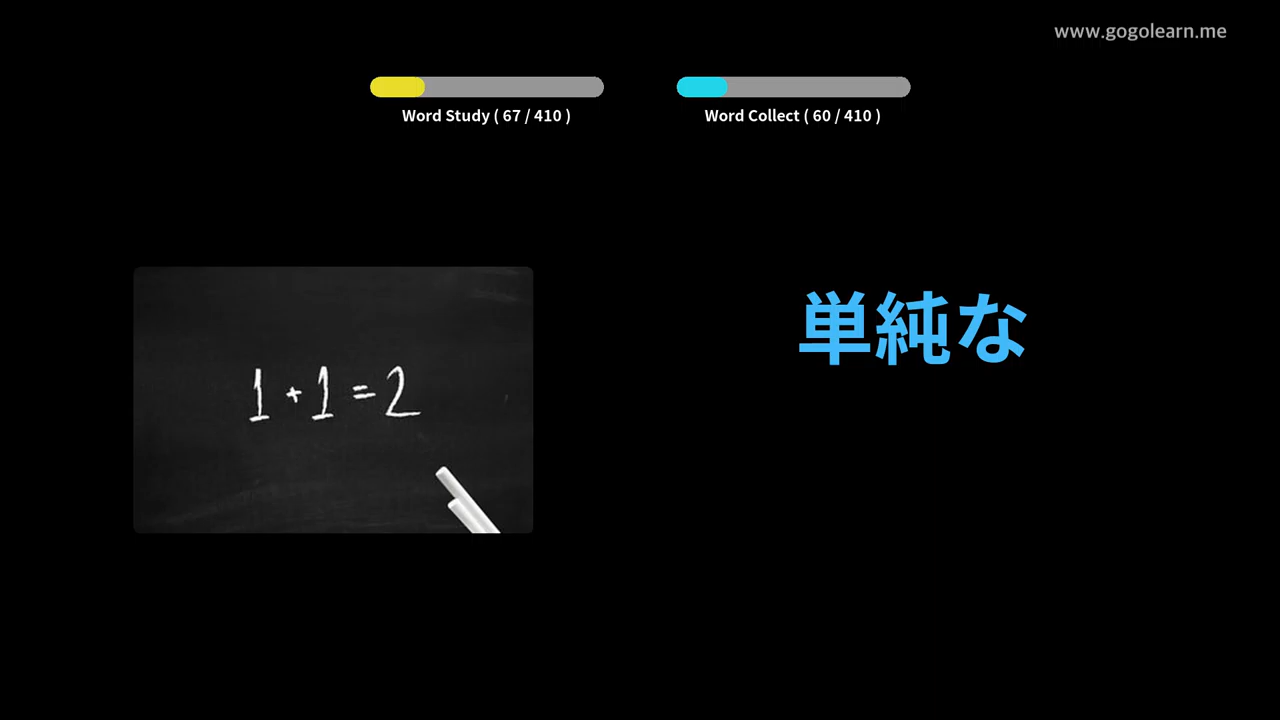 www.gogolearn.me
Word Study ( 67 / 410 )
Word Collect ( 60 / 410 )
1 + 1 = 2
単純な